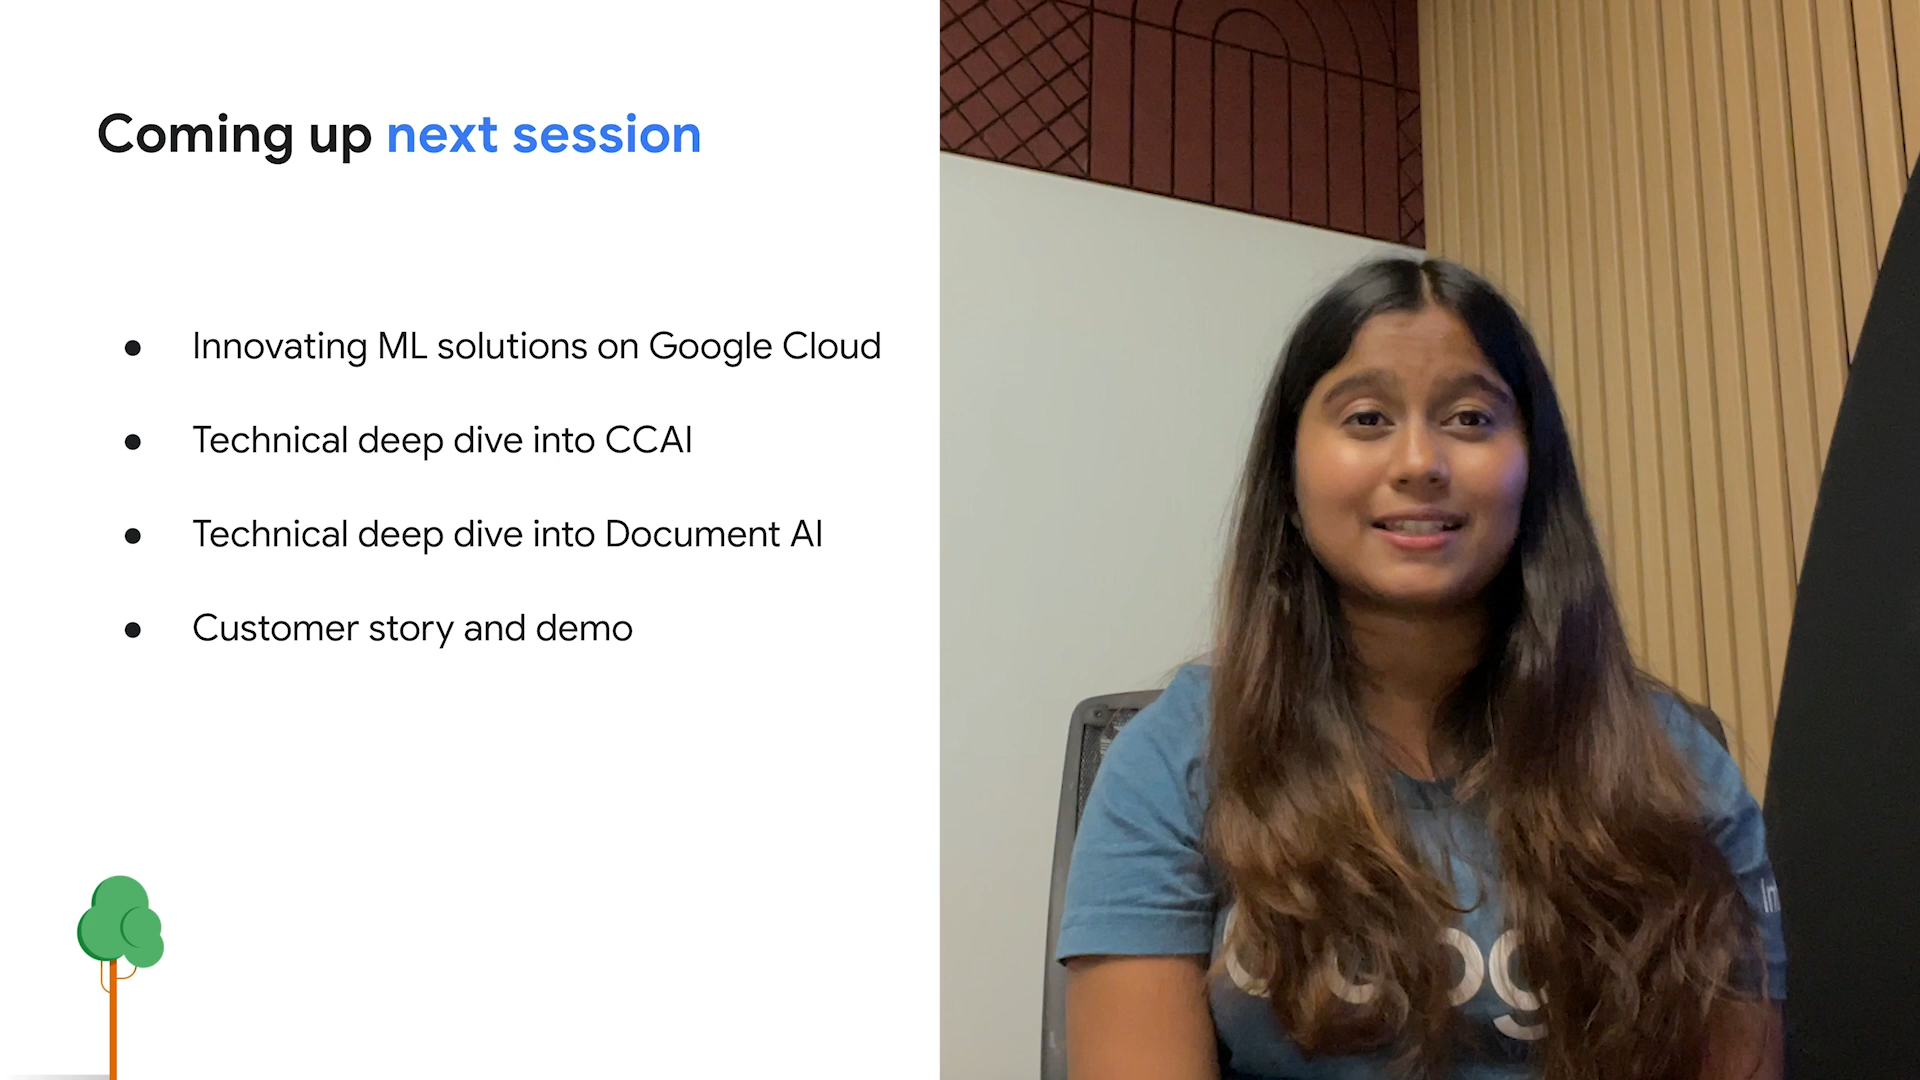 Coming up next session
● Innovating ML solutions on Google Cloud
● Technical deep dive into CCAI
● Technical deep dive into Document AI
● Customer story and demo